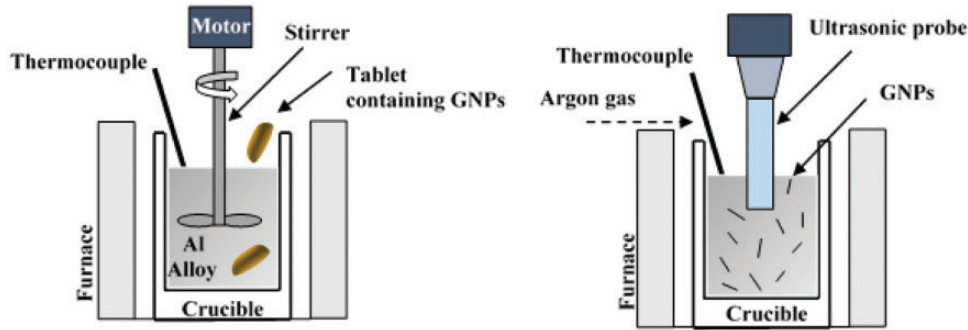 Motor
Stirrer
Thermocouple
Tablet
containing GNPs
Al
Alloy
Furnace
Crucible
Ultrasonic probe
Thermocouple
GNPs
Argon gas
Furnace
Crucible